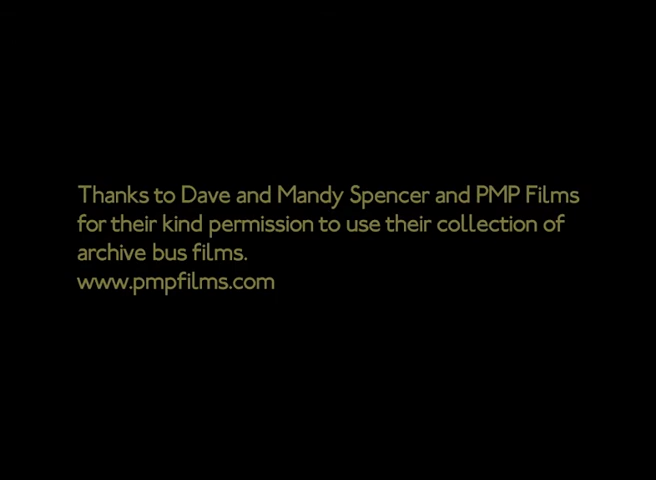 Thanks to Dave and Mandy Spencer and PMP Films
for their kind permission to use their collection of
archive bus films.
www.pmpfilms.com